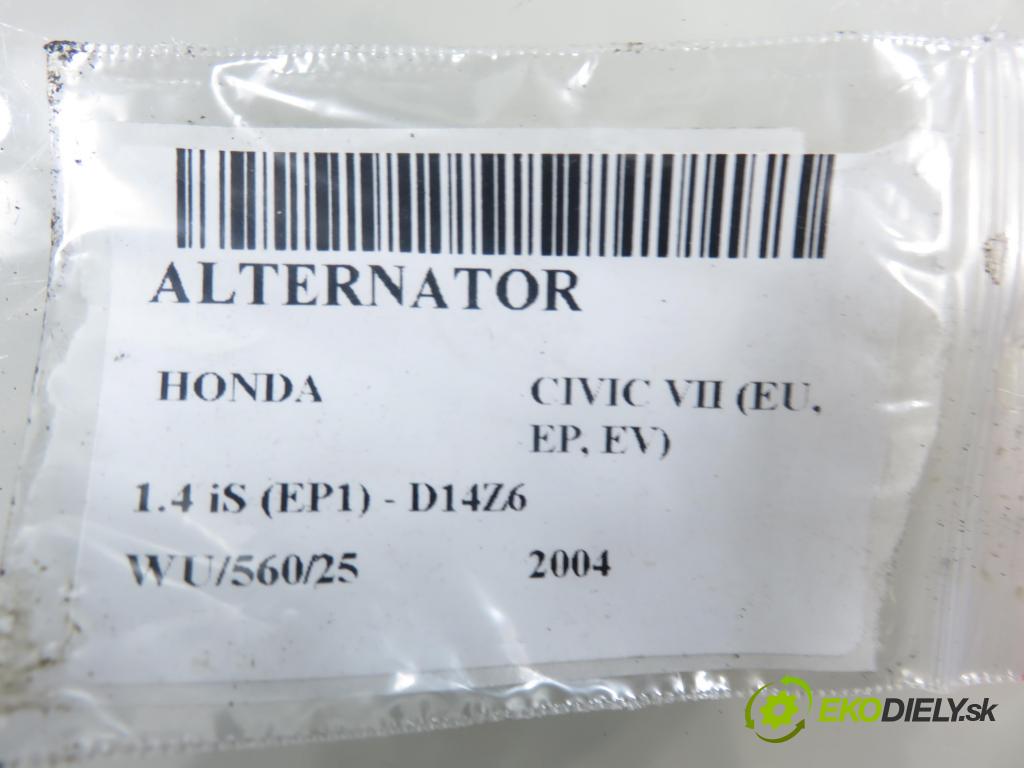 ALTERNATOR
HONDA
CIVIC VII (EU,
EP, EV)
1.4 iS (EP1) - D14Z6
WU/560/25
2004
EKODIELY.sk